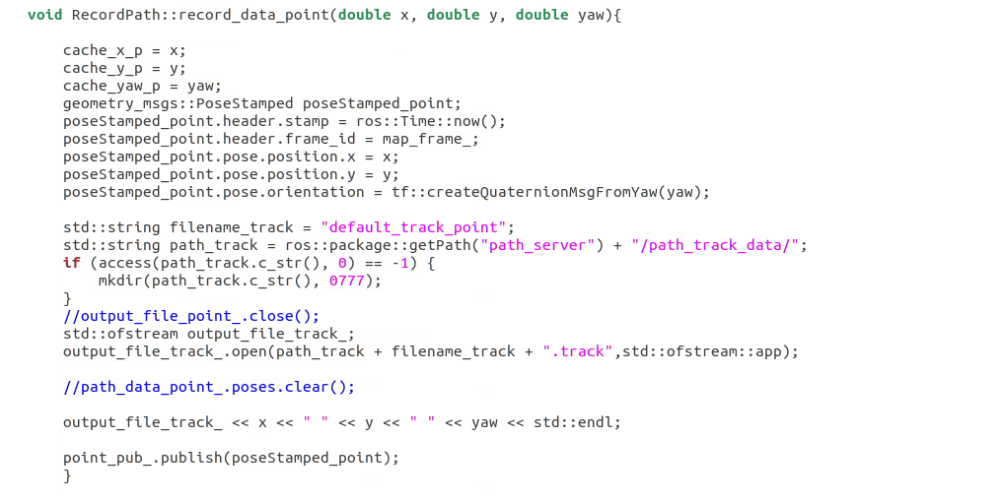 void RecordPath::record_data_point(double x, double y, double yaw){
cache_x_p = x;
cache_y_p = y;
cache_yaw_p = yaw;
geometry_msgs::PoseStamped poseStamped_point;
poseStamped_point.header.stamp = ros::Time::now();
poseStamped_point.header.frame_id = map_frame_;
poseStamped_point.pose.position.x = x;
poseStamped_point.pose.position.y = y;
poseStamped_point.pose.orientation = tf::createQuaternionMsgFromYaw(yaw);
std::string filename_track = "default_track_point";
std::string path_track = ros::package::getPath("path_server") + "/path_track_data/";
if (access(path_track.c_str(), 0) == -1) {
mkdir(path_track.c_str(), 0777);
}
//output_file_point_.close();
std::ofstream output_file_track_;
output_file_track_.open(path_track + filename_track + ".track",std::ofstream::app);
//path_data_point_.poses.clear();
output_file_track_ << x << " " << y << " " << yaw << std::endl;
point_pub_.publish(poseStamped_point);
}